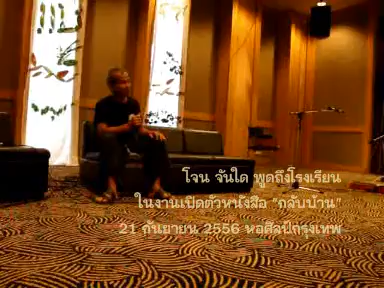 โจน จันใด พูดถึงโรงเรียน
ในงานเปิดตัวหนังสือ "กลับบ้าน"
21 กันยายน 2556 หอศิลป์กรุงเทพ